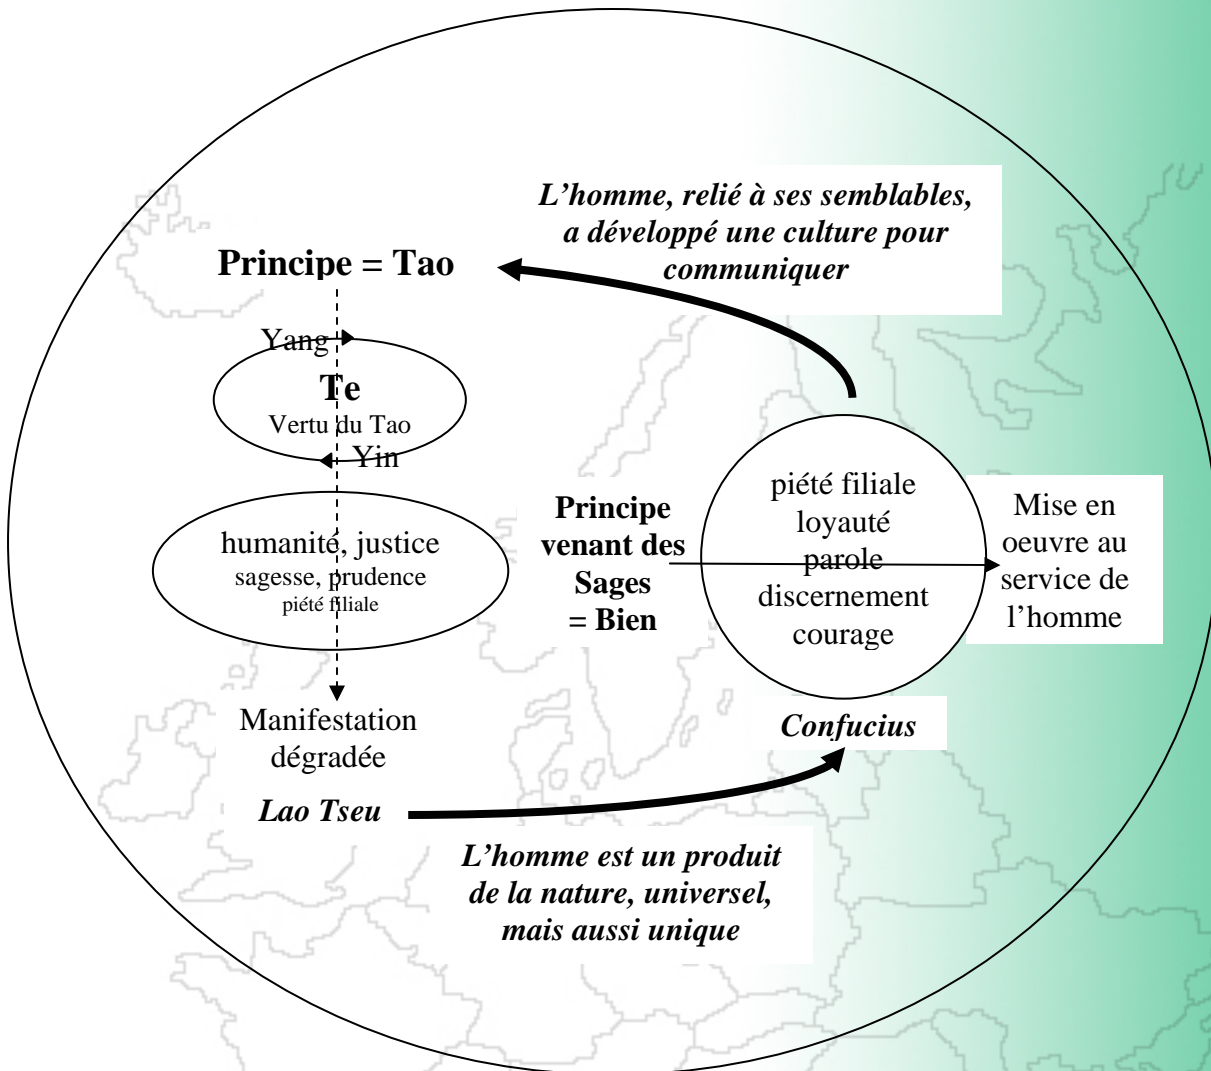 L’homme, relié à ses semblables,
a développé une culture pour
communiquer
Principe = Tao
Yang
Te
Vertu du Tao
Yin
humanité, justice
sagesse, prudence
piété filiale
Manifestation
dégradée
Lao Tseu
Principe
venant des
Sages
= Bien
piété filiale
loyauté
parole
discernement
courage
Mise en
oeuvre au
service de
l’homme
Confucius
L’homme est un produit
de la nature, universel,
mais aussi unique